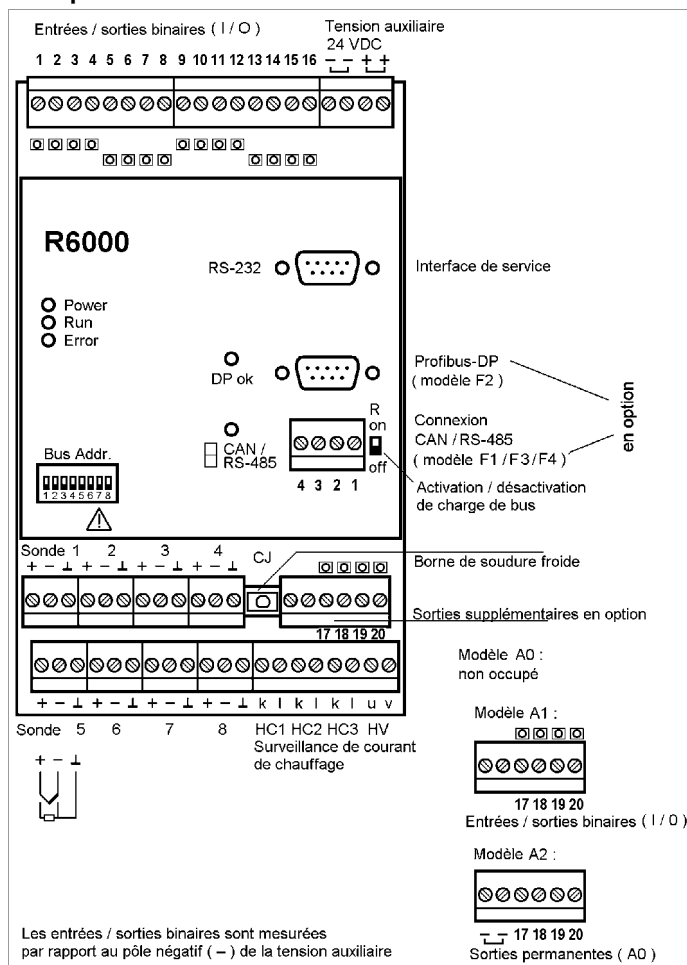 Entrées / sorties binaires ( I / O )
Tension auxiliaire
24 VDC
1 2 3 4 5 6 7 8 9 10 11 12 13 14 15 16 – – + +
R6000
RS-232
Interface de service
Power
Run
Error
DP ok
Profibus-DP
( modèle F2 )
en option
R
on
off
CAN /
RS-485
4 3 2 1
Connexion
CAN / RS-485
( modèle F1 / F3 / F4 )
Activation / désactivation
de charge de bus
Bus Addr.
1 2 3 4 5 6 7 8
Sonde 1 2 3 4 CJ
+ – ⊥ + – ⊥ + – ⊥ + – ⊥
Borne de soudure froide
Sorties supplémentaires en option
17 18 19 20
+ – ⊥ + – ⊥ + – ⊥ + – ⊥ k l k l k l u v
Sonde 5 6 7 8 HC1 HC2 HC3 HV
Surveillance de courant
de chauffage
+ – ⊥
Modèle A0 :
non occupé
Modèle A1 :
17 18 19 20
Entrées / sorties binaires ( I / 0 )
Modèle A2 :
– – 17 18 19 20
Sorties permanentes ( A0 )
Les entrées / sorties binaires sont mesurées
par rapport au pôle négatif ( – ) de la tension auxiliaire